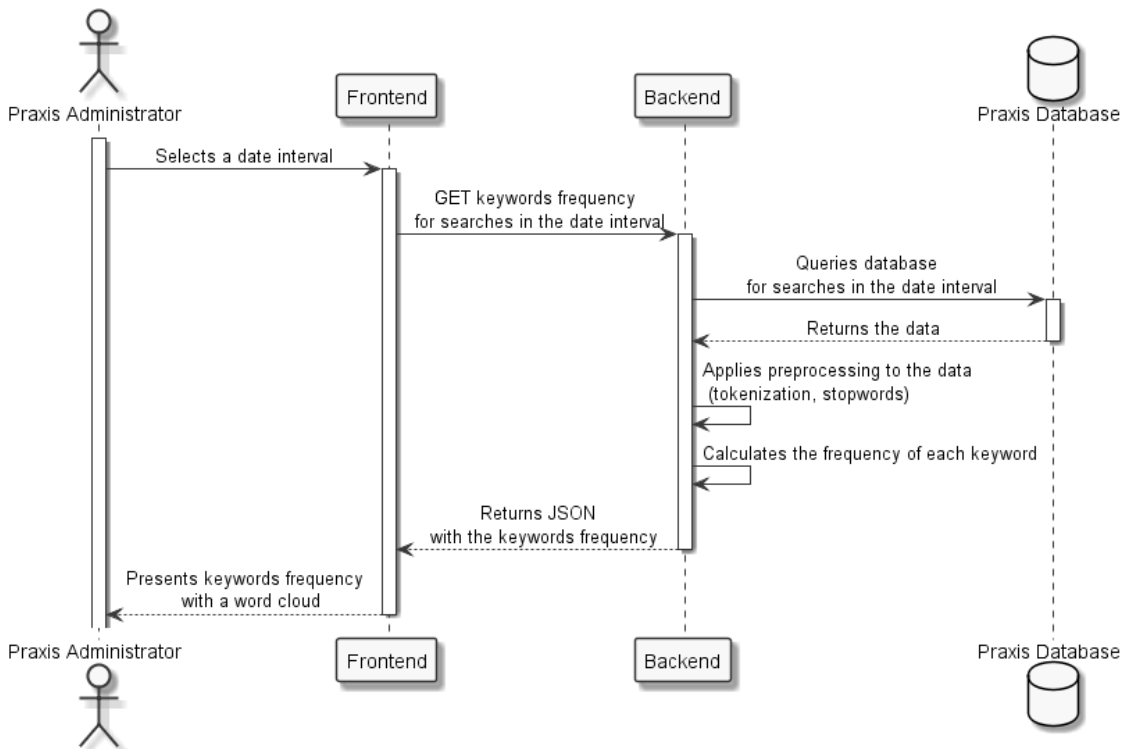 Praxis Administrator
Frontend
Backend
Praxis Database
Selects a date interval
GET keywords frequency
for searches in the date interval
Queries database
for searches in the date interval
Returns the data
Applies preprocessing to the data
(tokenization, stopwords)
Calculates the frequency of each keyword
Returns JSON
with the keywords frequency
Presents keywords frequency
with a word cloud
Praxis Administrator
Frontend
Backend
Praxis Database